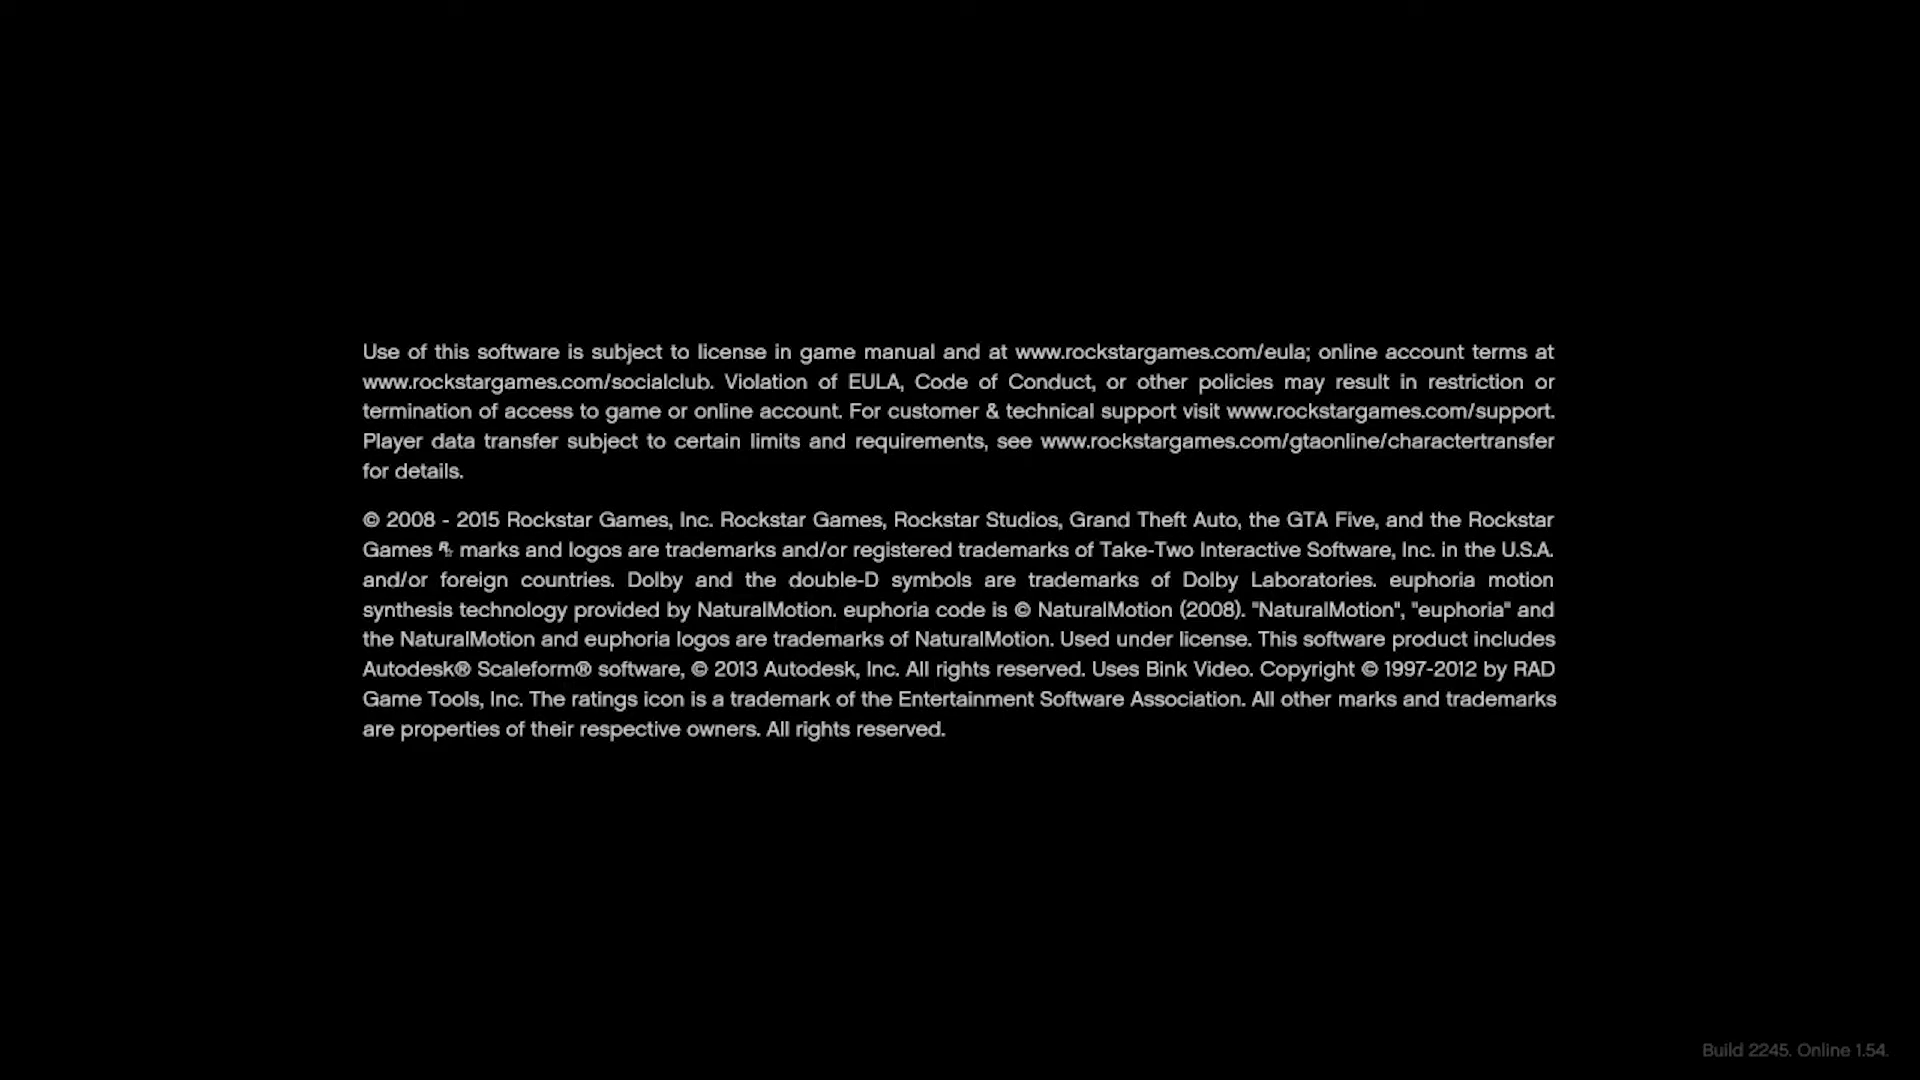 Use of this software is subject to license in game manual and at www.rockstargames.com/eula; online account terms at
www.rockstargames.com/socialclub. Violation of EULA, Code of Conduct, or other policies may result in restriction or
termination of access to game or online account. For customer & technical support visit www.rockstargames.com/support.
Player data transfer subject to certain limits and requirements, see www.rockstargames.com/gtaonline/charactertransfer
for details.
© 2008 - 2015 Rockstar Games, Inc. Rockstar Games, Rockstar Studios, Grand Theft Auto, the GTA Five, and the Rockstar
Games R* marks and logos are trademarks and/or registered trademarks of Take-Two Interactive Software, Inc. in the U.S.A.
and/or foreign countries. Dolby and the double-D symbols are trademarks of Dolby Laboratories. euphoria motion
synthesis technology provided by NaturalMotion. euphoria code is © NaturalMotion (2008). "NaturalMotion", "euphoria" and
the NaturalMotion and euphoria logos are trademarks of NaturalMotion. Used under license. This software product includes
Autodesk® Scaleform® software, © 2013 Autodesk, Inc. All rights reserved. Uses Bink Video. Copyright © 1997-2012 by RAD
Game Tools, Inc. The ratings icon is a trademark of the Entertainment Software Association. All other marks and trademarks
are properties of their respective owners. All rights reserved.
Build 2245. Online 1.54.